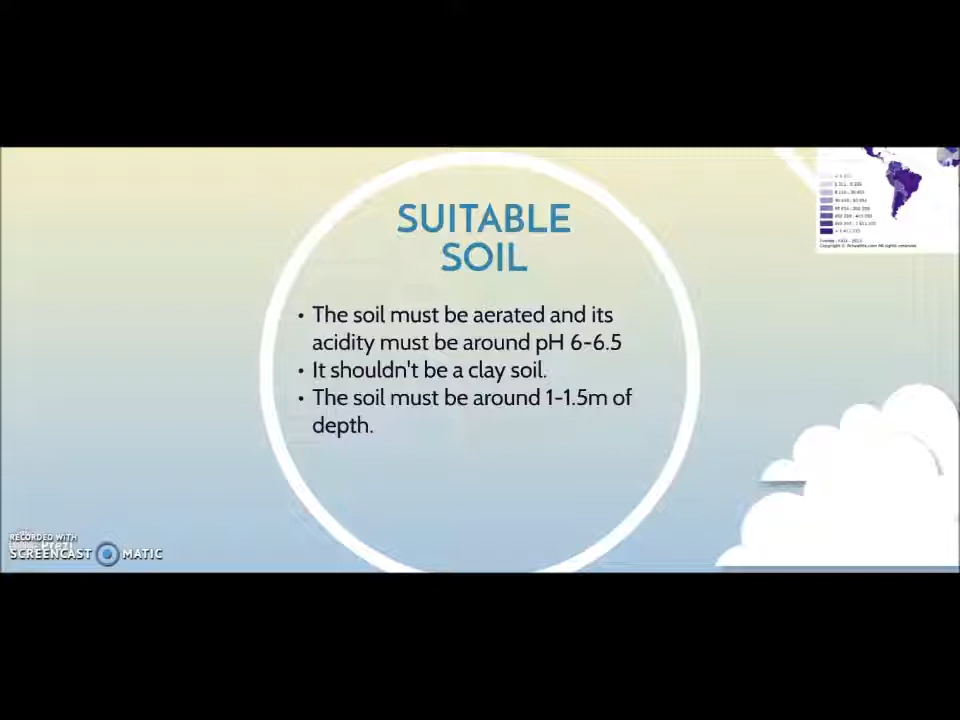 SUITABLE
SOIL
• The soil must be aerated and its
acidity must be around pH 6-6.5
• It shouldn't be a clay soil.
• The soil must be around 1-1.5m of
depth.
RECORDED WITH
SCREENCAST MATIC